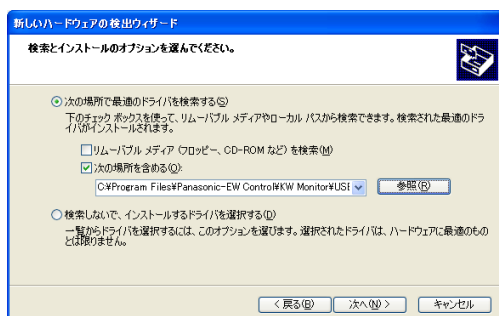 新しいハードウェアの検出ウィザード
検索とインストールのオプションを選んでください。
次の場所で最適のドライバを検索する(S)
下のチェック ボックスを使って、リムーバブル メディアやローカル パスから検索できます。検索された最適のドラ
イバがインストールされます。
リムーバブル メディア (フロッピー、CD-ROM など) を検索(M)
次の場所を含める(O):
C:¥Program Files¥Panasonic-EW Control¥KW Monitor¥USE
参照(R)
検索しないで、インストールするドライバを選択する(D)
一覧からドライバを選択するには、このオプションを選びます。選択されたドライバは、ハードウェアに最適のもの
とは限りません。
< 戻る(B) 次へ(N) > キャンセル